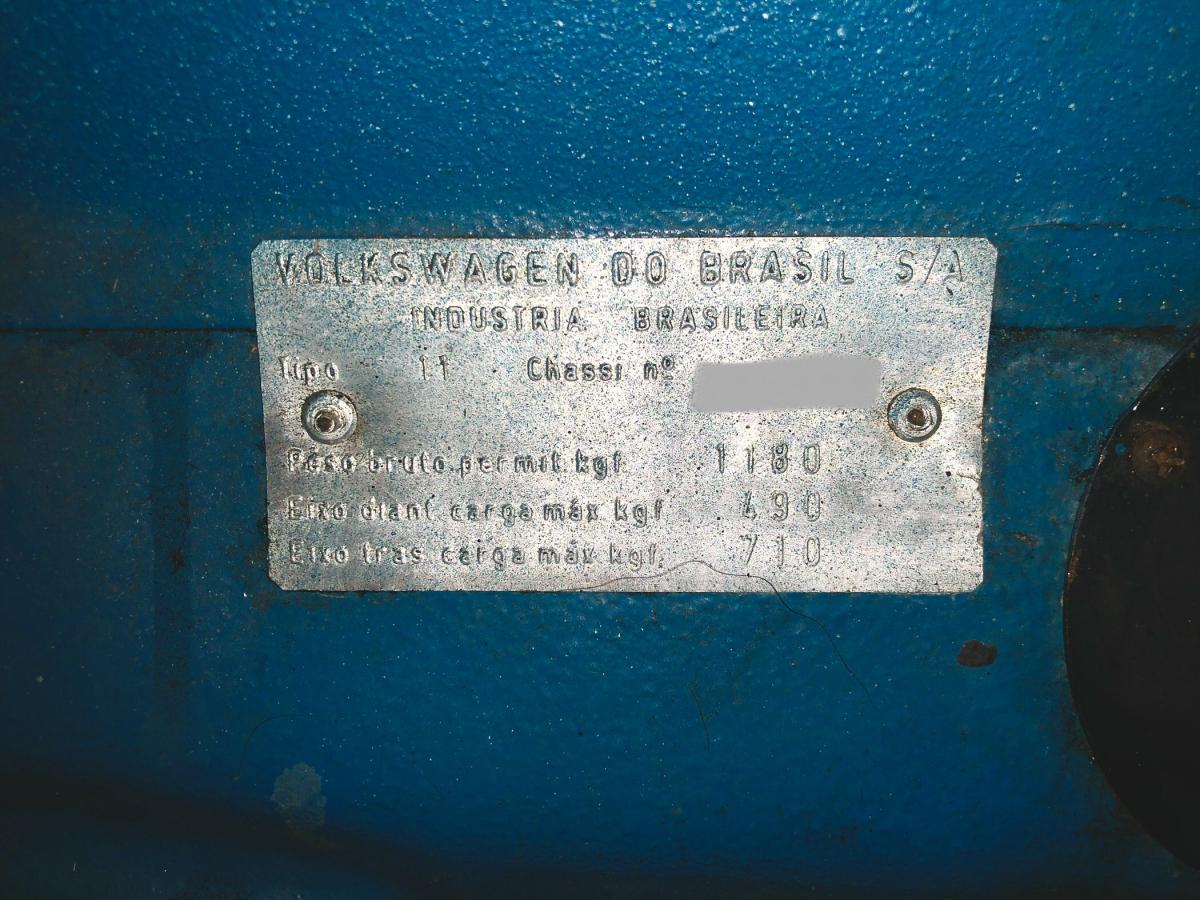 VOLKSWAGEN DO BRASIL S/A
INDUSTRIA BRASILEIRA
Tipo 11 Chassi nº
Peso bruto permit kgf 1180
Eixo diant carga máx kgf 490
Eixo tras carga máx kgf. 710